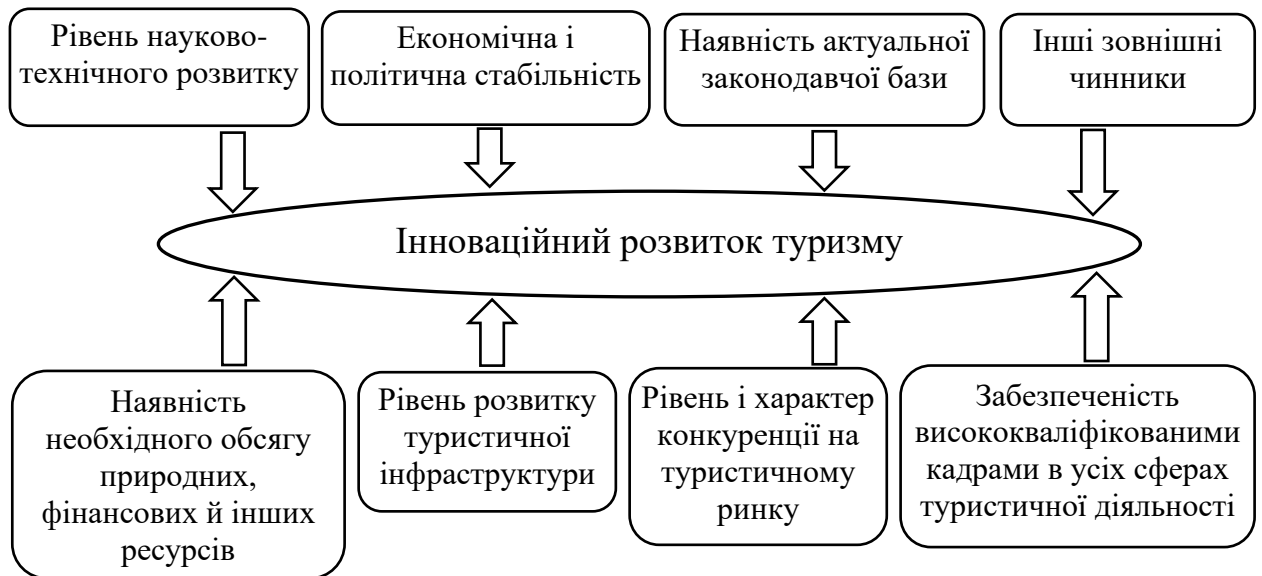 Рівень науково-
технічного розвитку
Економічна і
політична стабільність
Наявність актуальної
законодавчої бази
Інші зовнішні
чинники
Інноваційний розвиток туризму
Наявність
необхідного обсягу
природних,
фінансових й інших
ресурсів
Рівень розвитку
туристичної
інфраструктури
Рівень і характер
конкуренції на
туристичному
ринку
Забезпеченість
висококваліфікованими
кадрами в усіх сферах
туристичної діяльності